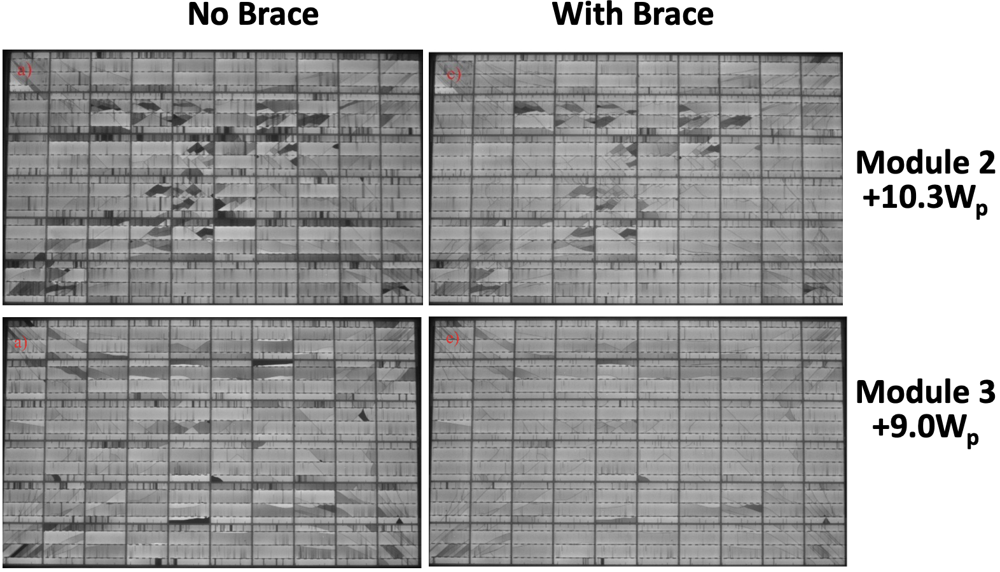 No Brace
With Brace
a)
e)
Module 2
+10.3Wp
a)
e)
Module 3
+9.0Wp